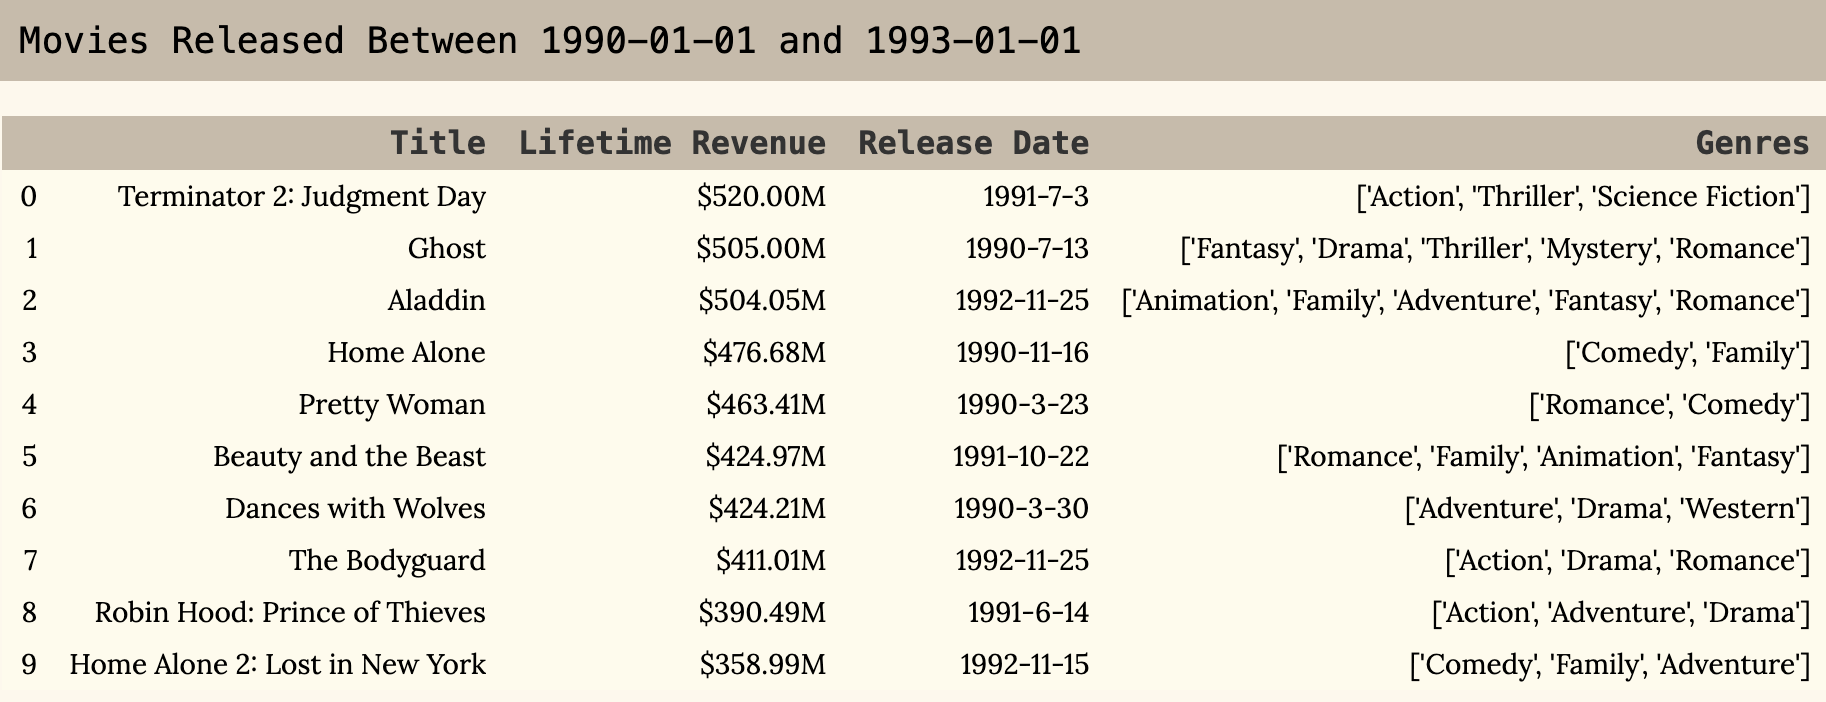 Movies Released Between 1990-01-01 and 1993-01-01
Title Lifetime Revenue Release Date Genres
0 Terminator 2: Judgment Day $520.00M 1991-7-3 ['Action', 'Thriller', 'Science Fiction']
1 Ghost $505.00M 1990-7-13 ['Fantasy', 'Drama', 'Thriller', 'Mystery', 'Romance']
2 Aladdin $504.05M 1992-11-25 ['Animation', 'Family', 'Adventure', 'Fantasy', 'Romance']
3 Home Alone $476.68M 1990-11-16 ['Comedy', 'Family']
4 Pretty Woman $463.41M 1990-3-23 ['Romance', 'Comedy']
5 Beauty and the Beast $424.97M 1991-10-22 ['Romance', 'Family', 'Animation', 'Fantasy']
6 Dances with Wolves $424.21M 1990-3-30 ['Adventure', 'Drama', 'Western']
7 The Bodyguard $411.01M 1992-11-25 ['Action', 'Drama', 'Romance']
8 Robin Hood: Prince of Thieves $390.49M 1991-6-14 ['Action', 'Adventure', 'Drama']
9 Home Alone 2: Lost in New York $358.99M 1992-11-15 ['Comedy', 'Family', 'Adventure']